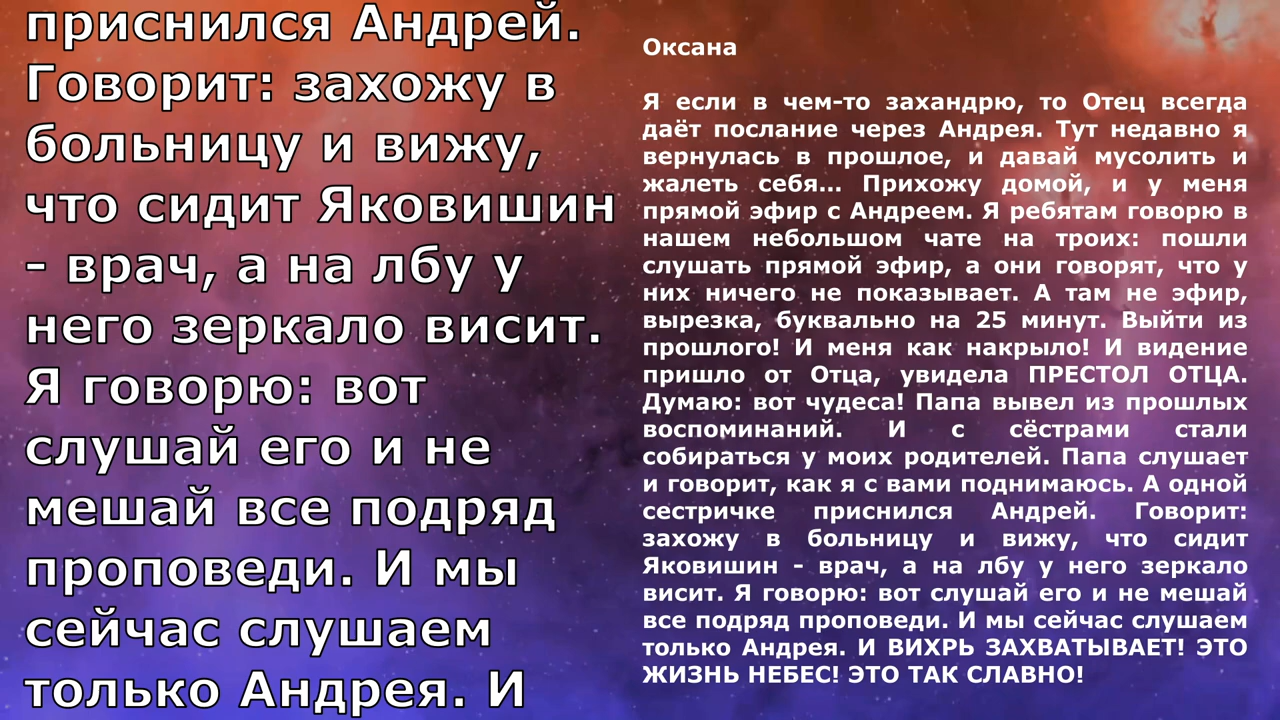 приснился Андрей.
Говорит: захожу в
больницу и вижу,
что сидит Яковишин
- врач, а на лбу у
него зеркало висит.
Я говорю: вот
слушай его и не
мешай все подряд
проповеди. И мы
сейчас слушаем
только Андрея. И
Оксана
Я если в чем-то захандрю, то Отец всегда
даёт послание через Андрея. Тут недавно я
вернулась в прошлое, и давай мусолить и
жалеть себя... Прихожу домой, и у меня
прямой эфир с Андреем. Я ребятам говорю в
нашем небольшом чате на троих: пошли
слушать прямой эфир, а они говорят, что у
них ничего не показывает. А там не эфир,
вырезка, буквально на 25 минут. Выйти из
прошлого! И меня как накрыло! И видение
пришло от Отца, увидела ПРЕСТОЛ ОТЦА.
Думаю: вот чудеса! Папа вывел из прошлых
воспоминаний. И с сёстрами стали
собираться у моих родителей. Папа слушает
и говорит, как я с вами поднимаюсь. А одной
сестричке приснился Андрей. Говорит:
захожу в больницу и вижу, что сидит
Яковишин - врач, а на лбу у него зеркало
висит. Я говорю: вот слушай его и не мешай
все подряд проповеди. И мы сейчас слушаем
только Андрея. И ВИХРЬ ЗАХВАТЫВАЕТ! ЭТО
ЖИЗНЬ НЕБЕС! ЭТО ТАК СЛАВНО!